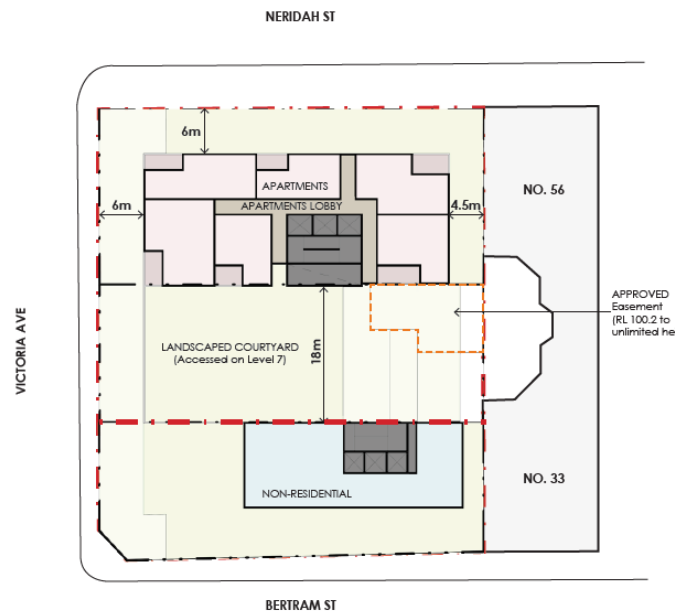 NERIDAH ST
6m
APARTMENTS
NO. 56
APARTMENTS LOBBY
6m
4.5m
APPROVED
Easement
(RL 100.2 to
unlimited he
VICTORIA AVE
LANDSCAPED COURTYARD
(Accessed on Level 7)
18m
NON-RESIDENTIAL
NO. 33
BERTRAM ST